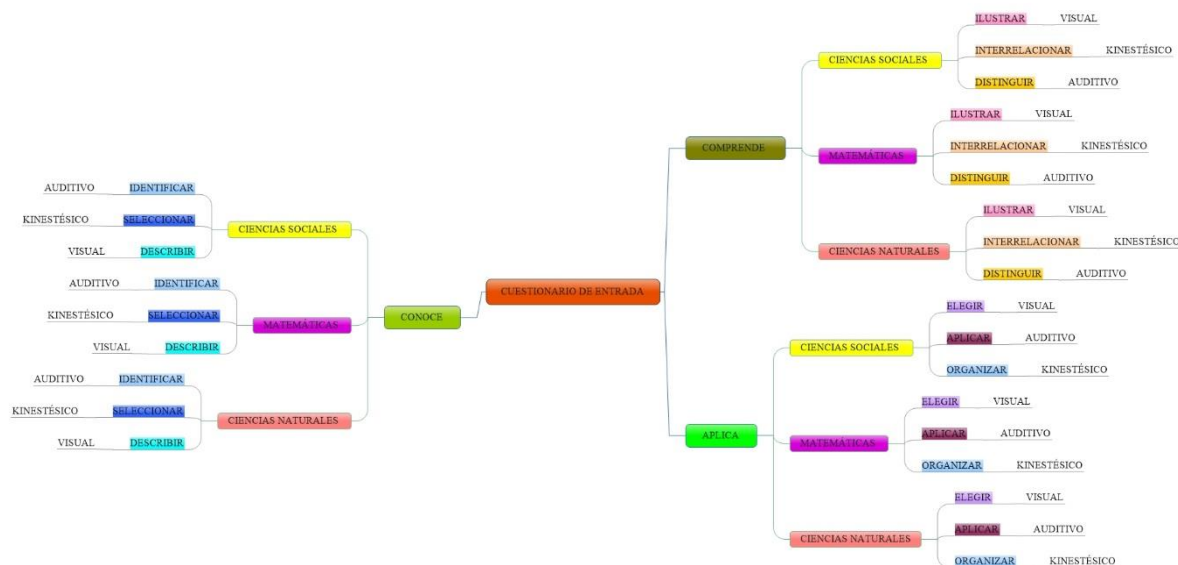 CUESTIONARIO DE ENTRADA
CONOCE
CIENCIAS SOCIALES
IDENTIFICAR AUDITIVO
SELECCIONAR KINESTÉSICO
DESCRIBIR VISUAL
MATEMÁTICAS
IDENTIFICAR AUDITIVO
SELECCIONAR KINESTÉSICO
DESCRIBIR VISUAL
CIENCIAS NATURALES
IDENTIFICAR AUDITIVO
SELECCIONAR KINESTÉSICO
DESCRIBIR VISUAL
COMPRENDE
CIENCIAS SOCIALES
ILUSTRAR VISUAL
INTERRELACIONAR KINESTÉSICO
DISTINGUIR AUDITIVO
MATEMÁTICAS
ILUSTRAR VISUAL
INTERRELACIONAR KINESTÉSICO
DISTINGUIR AUDITIVO
CIENCIAS NATURALES
ILUSTRAR VISUAL
INTERRELACIONAR KINESTÉSICO
DISTINGUIR AUDITIVO
APLICA
CIENCIAS SOCIALES
ELEGIR VISUAL
APLICAR AUDITIVO
ORGANIZAR KINESTÉSICO
MATEMÁTICAS
ELEGIR VISUAL
APLICAR AUDITIVO
ORGANIZAR KINESTÉSICO
CIENCIAS NATURALES
ELEGIR VISUAL
APLICAR AUDITIVO
ORGANIZAR KINESTÉSICO